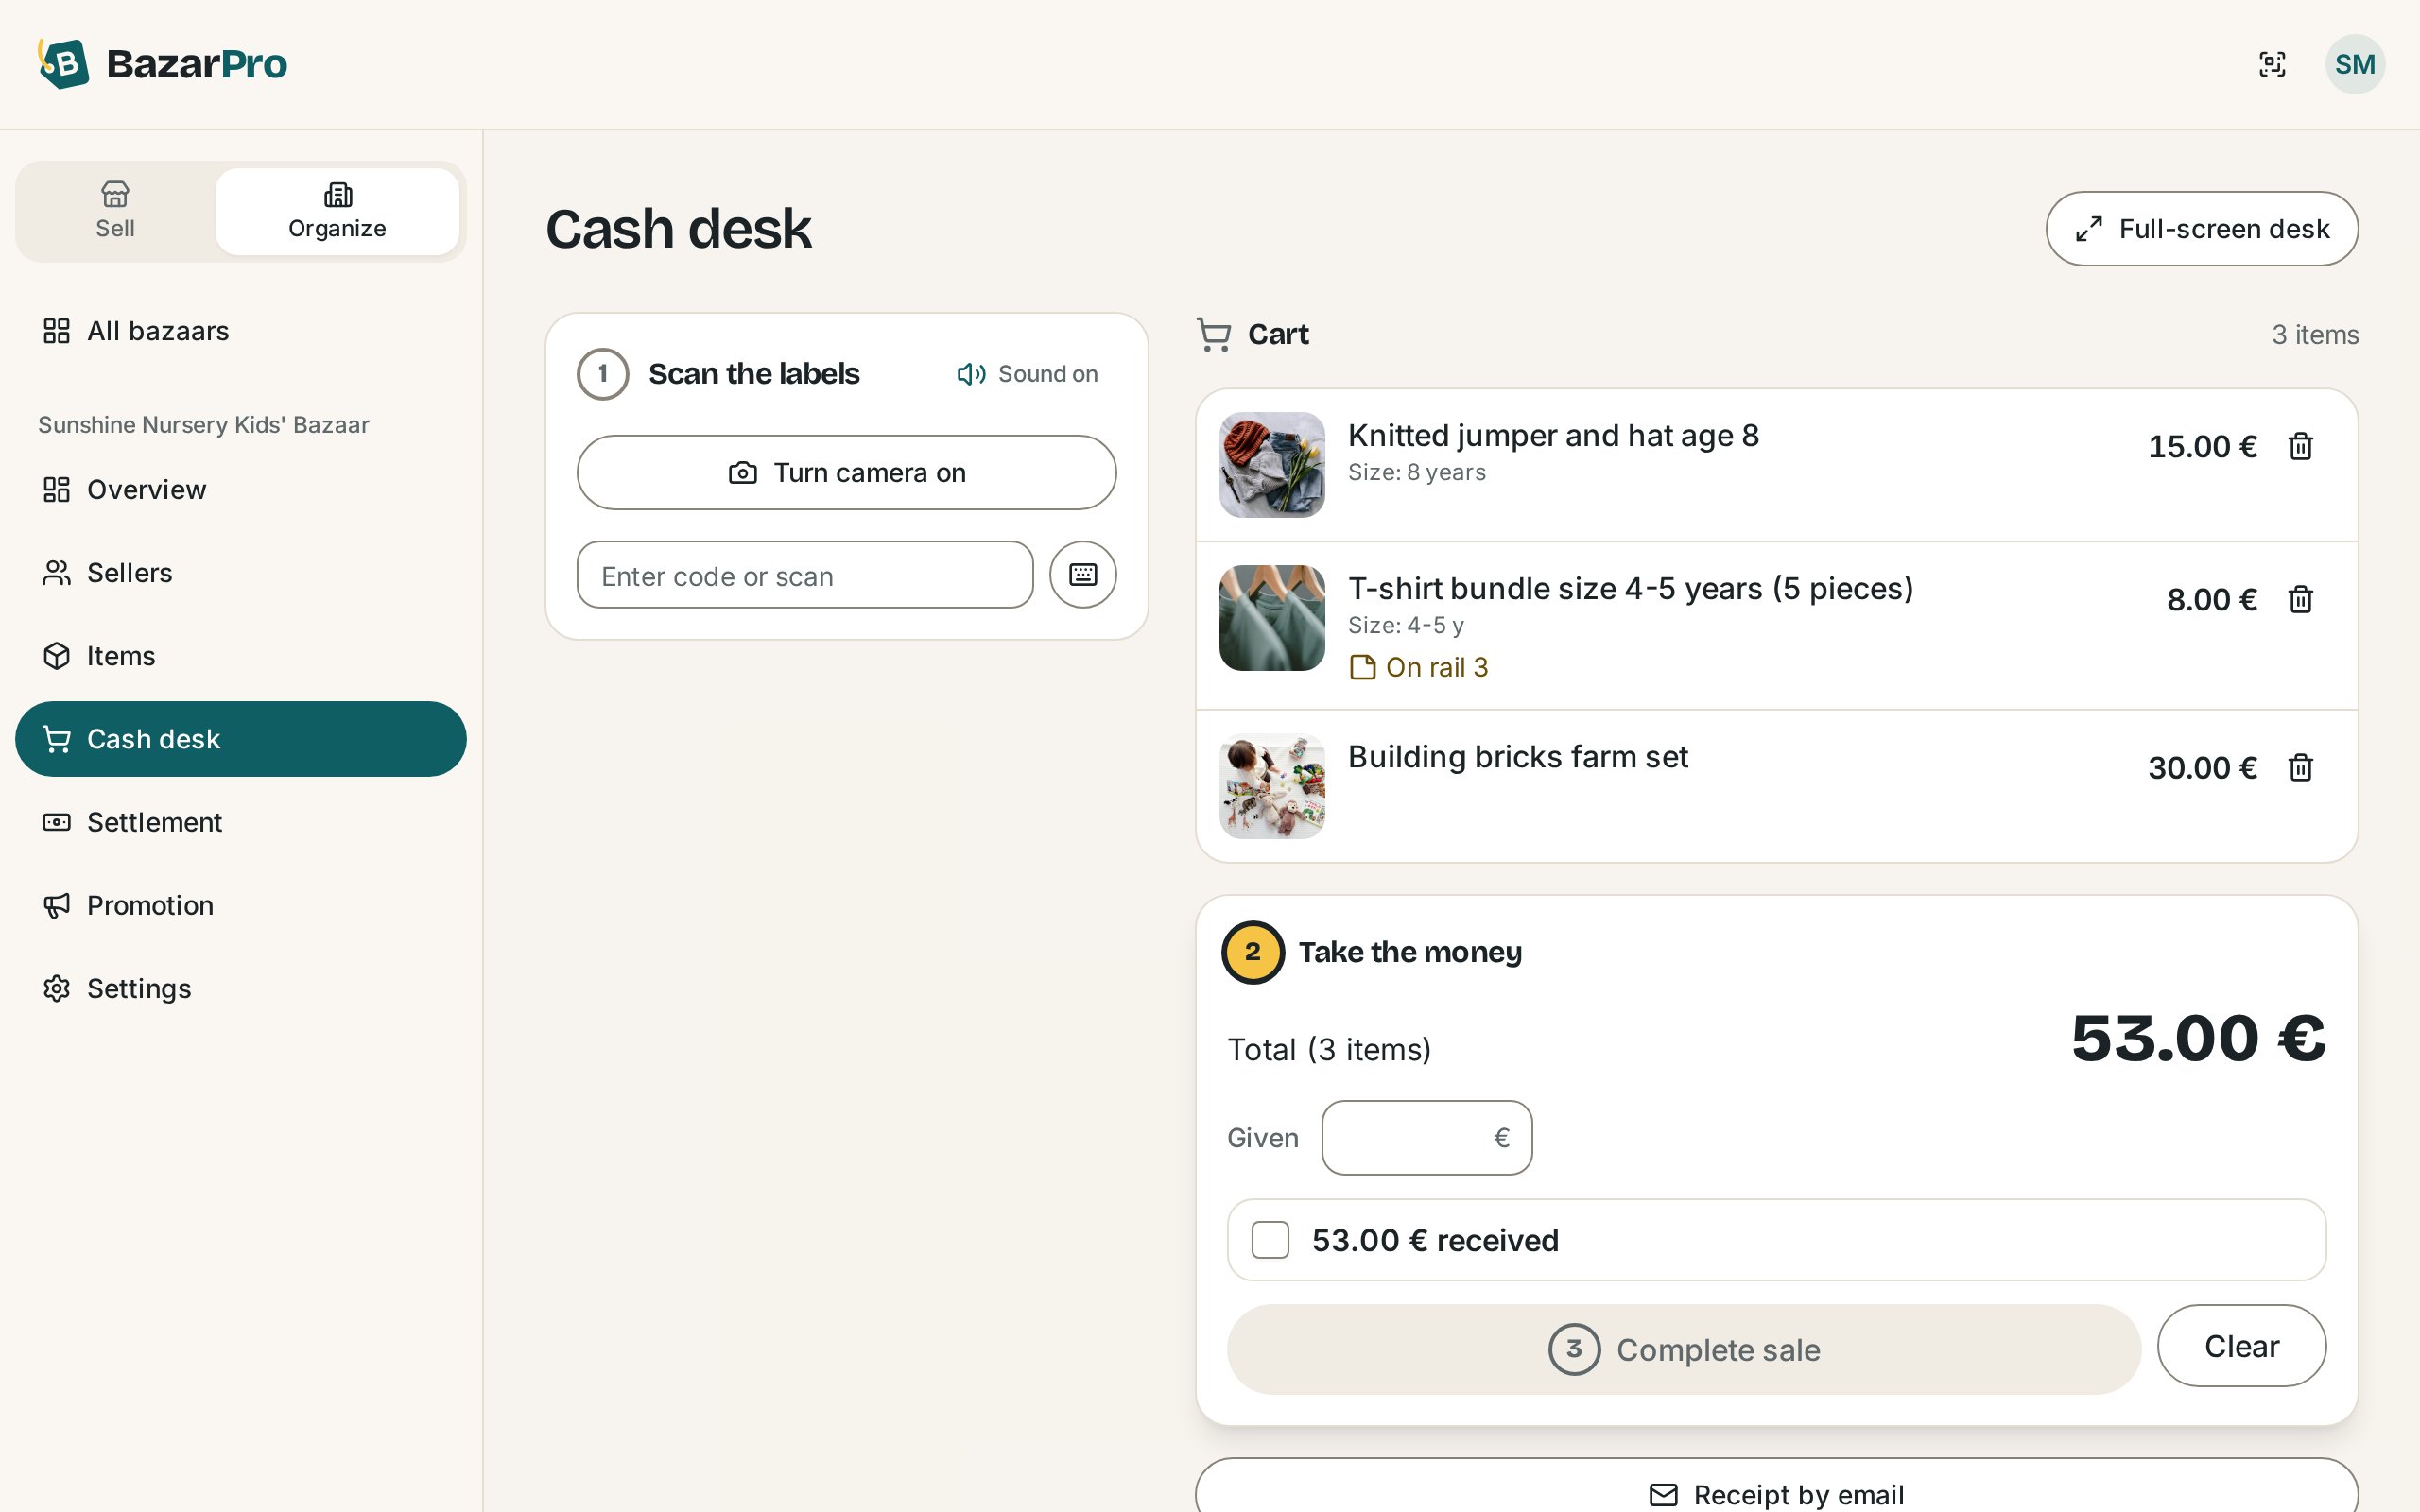 B BazarPro
SM
Sell
Organize
All bazaars
Sunshine Nursery Kids' Bazaar
Overview
Sellers
Items
Cash desk
Settlement
Promotion
Settings
Cash desk
Full-screen desk
1 Scan the labels
Sound on
Turn camera on
Enter code or scan
Cart
3 items
Knitted jumper and hat age 8
15.00 €
Size: 8 years
T-shirt bundle size 4-5 years (5 pieces)
8.00 €
Size: 4-5 y
On rail 3
Building bricks farm set
30.00 €
2 Take the money
Total (3 items)
53.00 €
Given
€
53.00 € received
3 Complete sale
Clear
Receipt by email